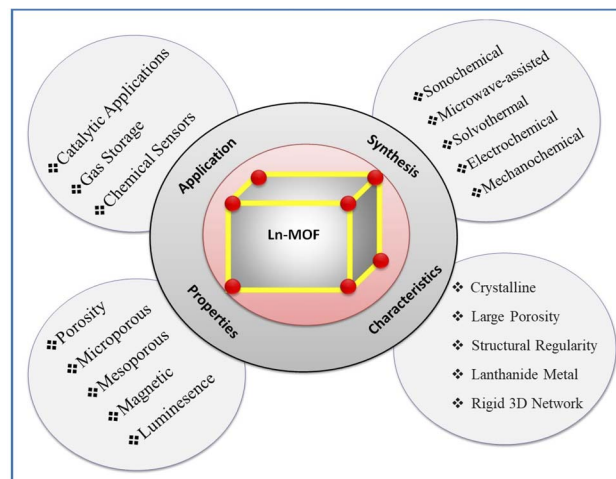 Catalytic Applications
Gas Storage
Chemical Sensors
Sonochemical
Microwave-assisted
Solvothermal
Electrochemical
Mechanochemical
Application
Synthesis
Ln-MOF
Properties
Characteristics
Porosity
Microporous
Mesoporous
Magnetic
Luminesence
Crystalline
Large Porosity
Structural Regularity
Lanthanide Metal
Rigid 3D Network